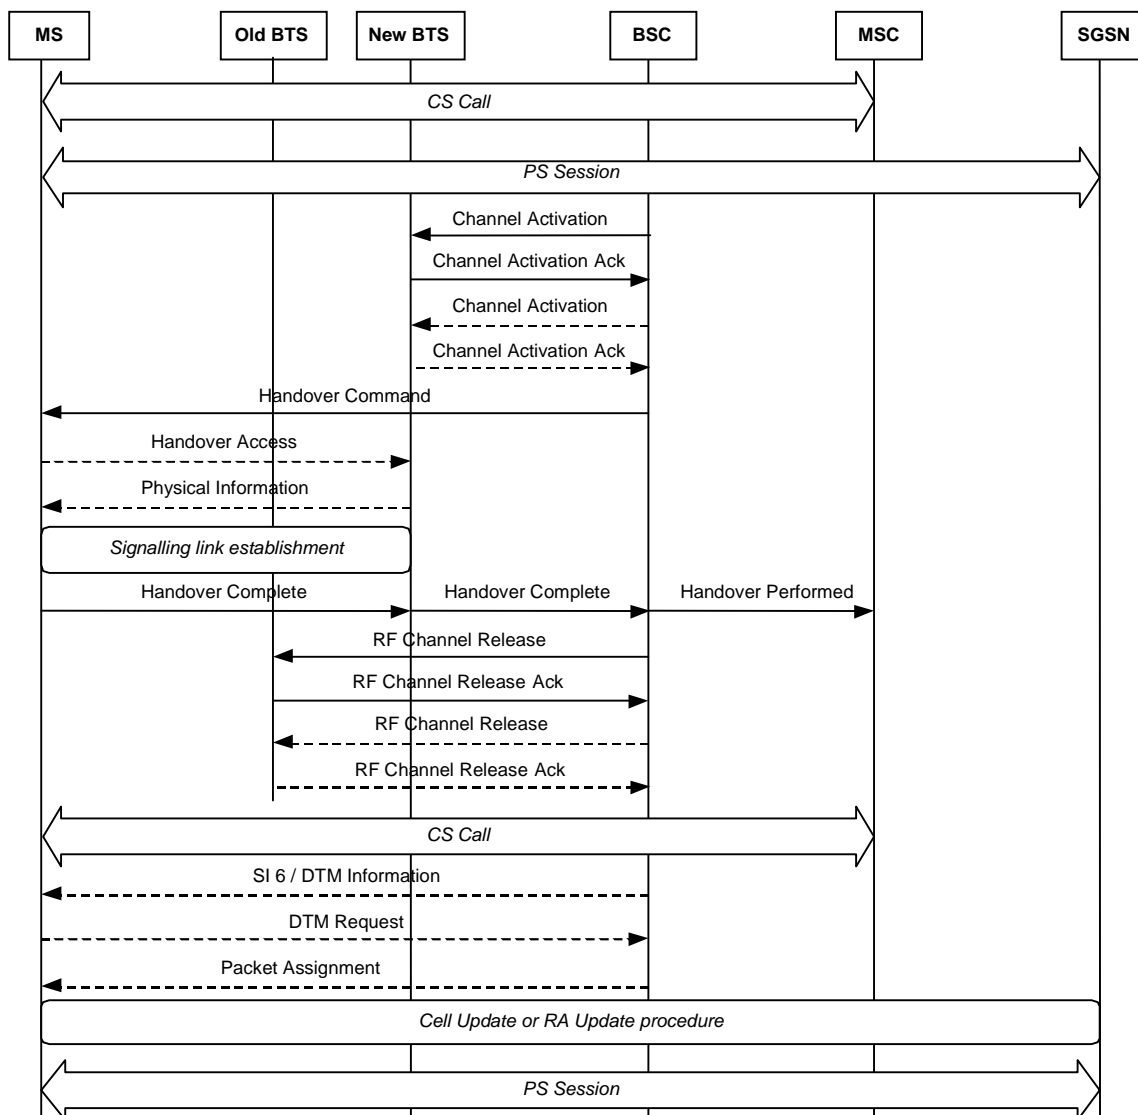 MS Old BTS New BTS BSC MSC SGSN
CS Call
PS Session
Channel Activation
Channel Activation Ack
Channel Activation
Channel Activation Ack
Handover Command
Handover Access
Physical Information
Signalling link establishment
Handover Complete Handover Complete Handover Performed
RF Channel Release
RF Channel Release Ack
RF Channel Release
RF Channel Release Ack
CS Call
SI 6 / DTM Information
DTM Request
Packet Assignment
Cell Update or RA Update procedure
PS Session